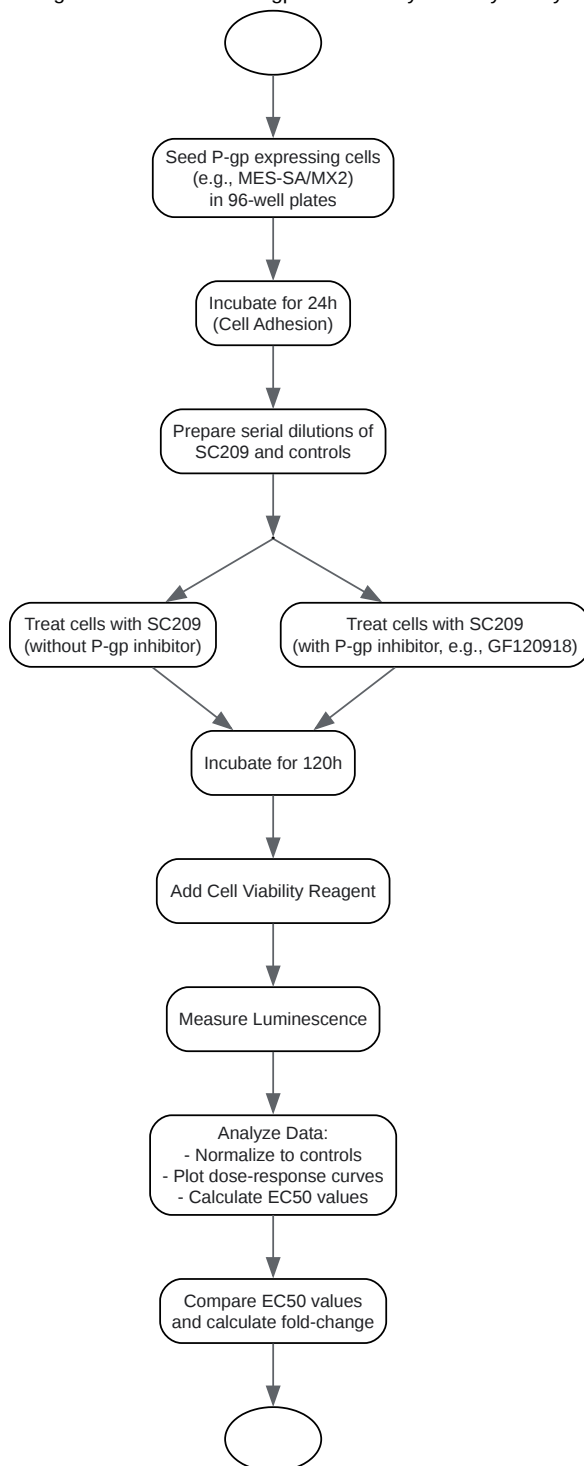 Seed P-gp expressing cells
(e.g., MES-SA/MX2)
in 96-well plates
Incubate for 24h
(Cell Adhesion)
Prepare serial dilutions of
SC209 and controls
Treat cells with SC209
(without P-gp inhibitor)
Treat cells with SC209
(with P-gp inhibitor, e.g., GF120918)
Incubate for 120h
Add Cell Viability Reagent
Measure Luminescence
Analyze Data:
- Normalize to controls
- Plot dose-response curves
- Calculate EC50 values
Compare EC50 values
and calculate fold-change